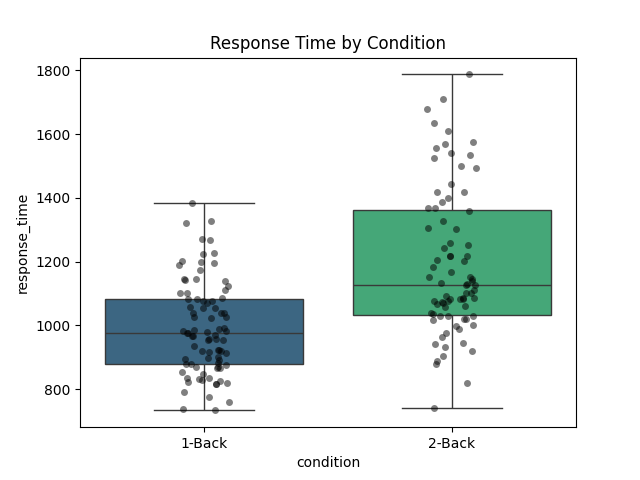 Response Time by Condition
1800
1600
1400
1200
1000
800
response_time
1-Back
2-Back
condition